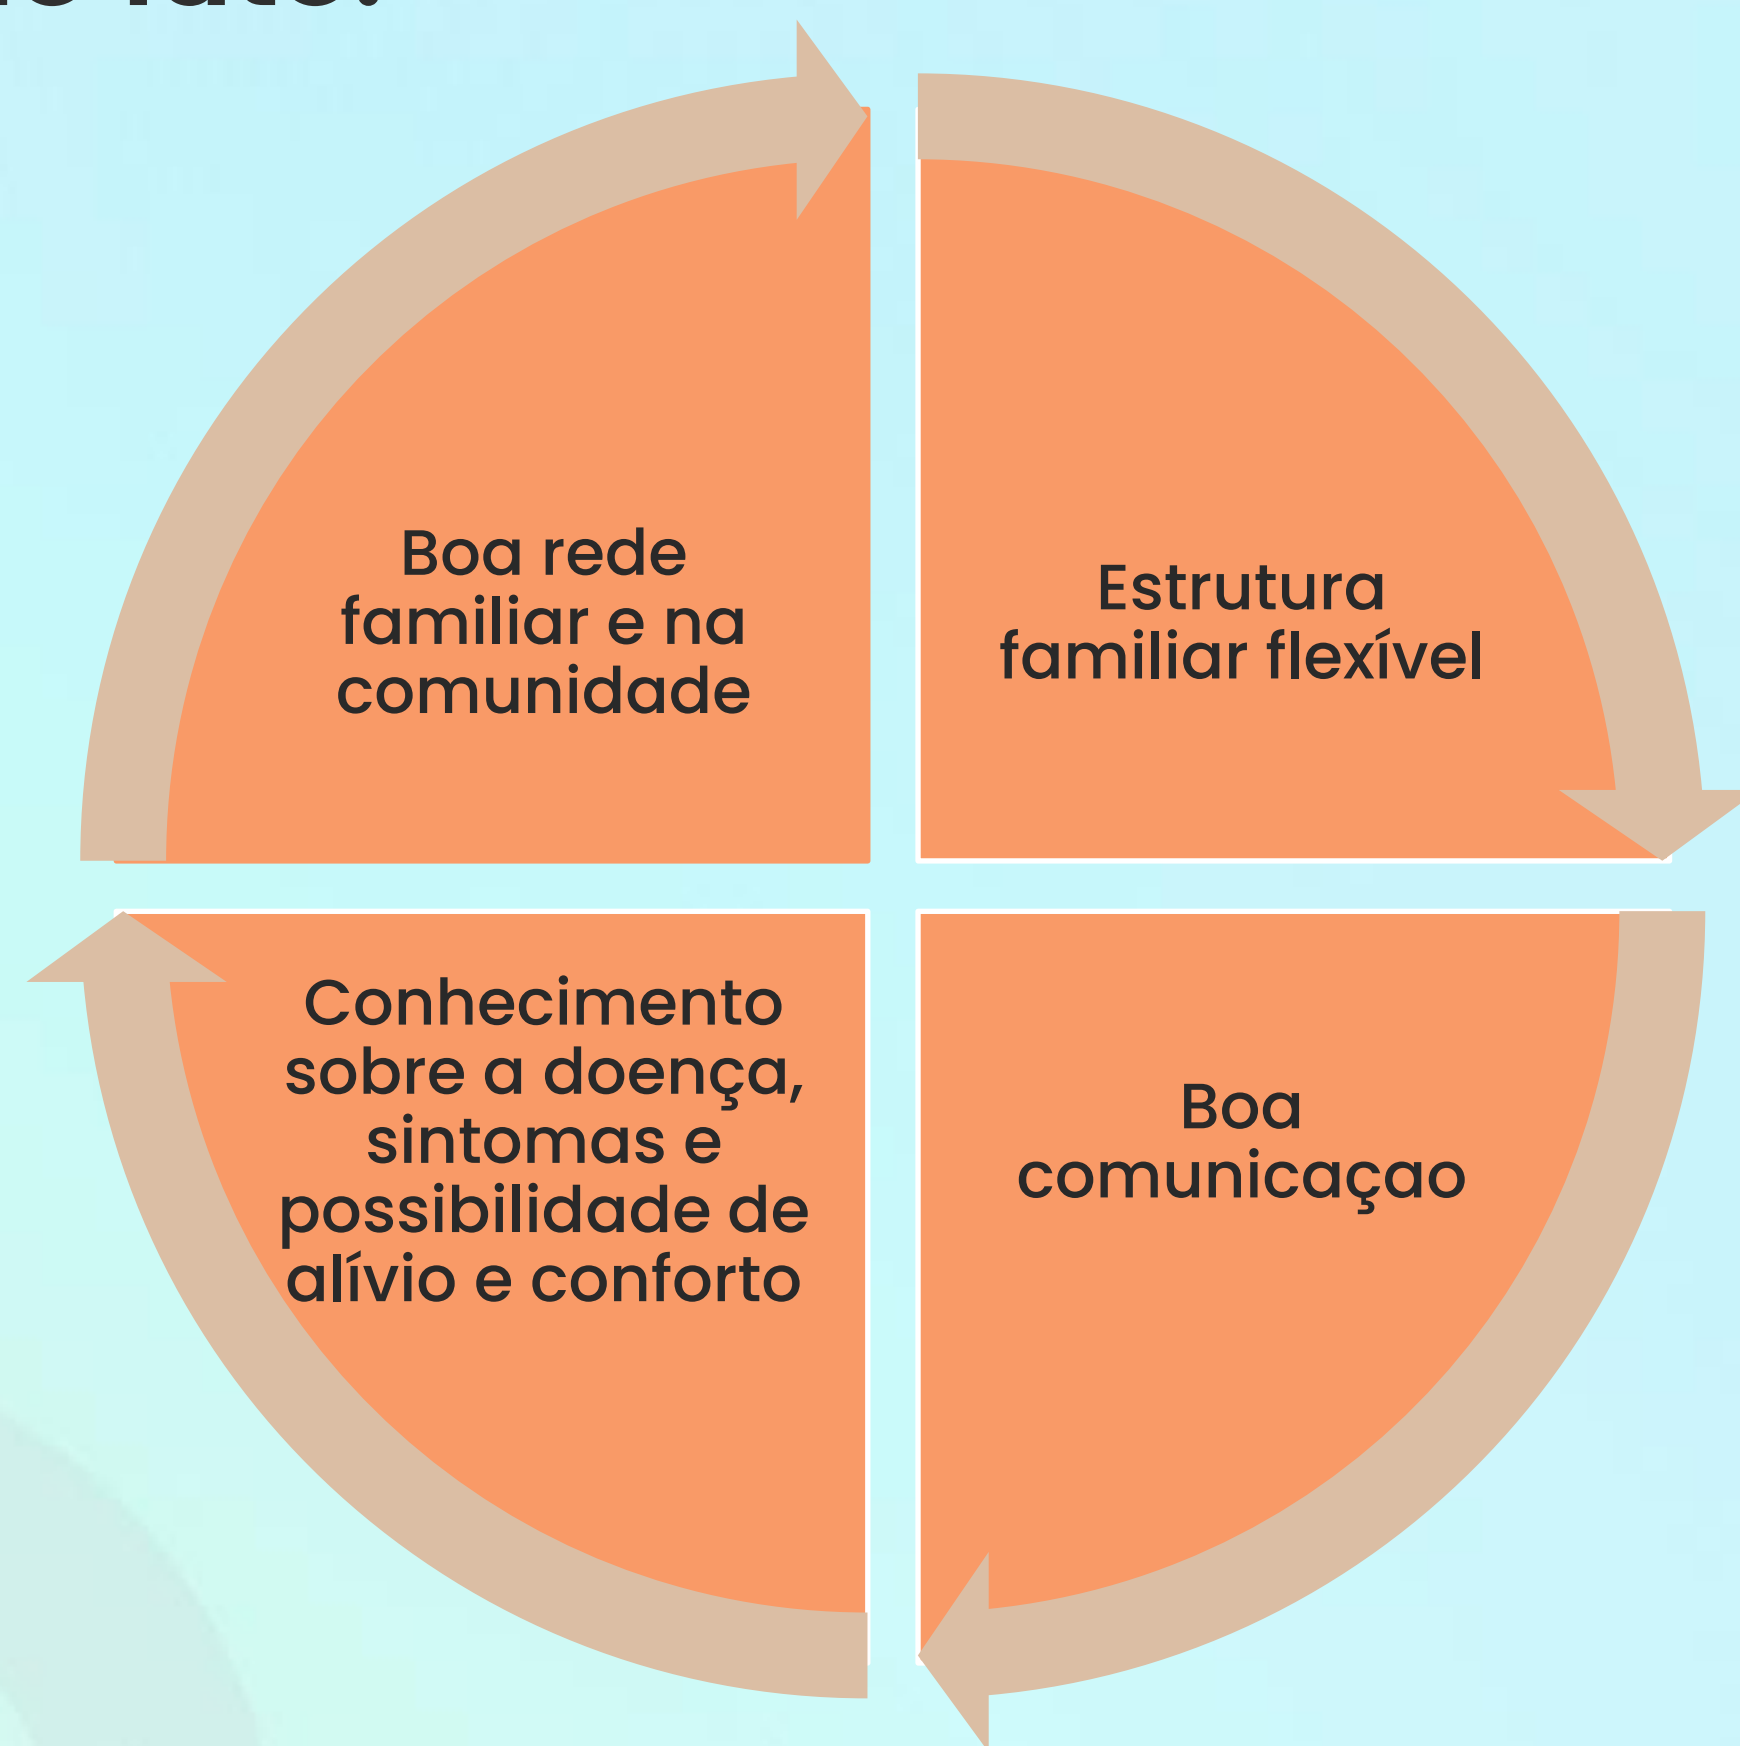 Boa rede
familiar e na
comunidade
Estrutura
familiar flexível
Conhecimento
sobre a doença,
sintomas e
possibilidade de
alívio e conforto
Boa
comunicaçao